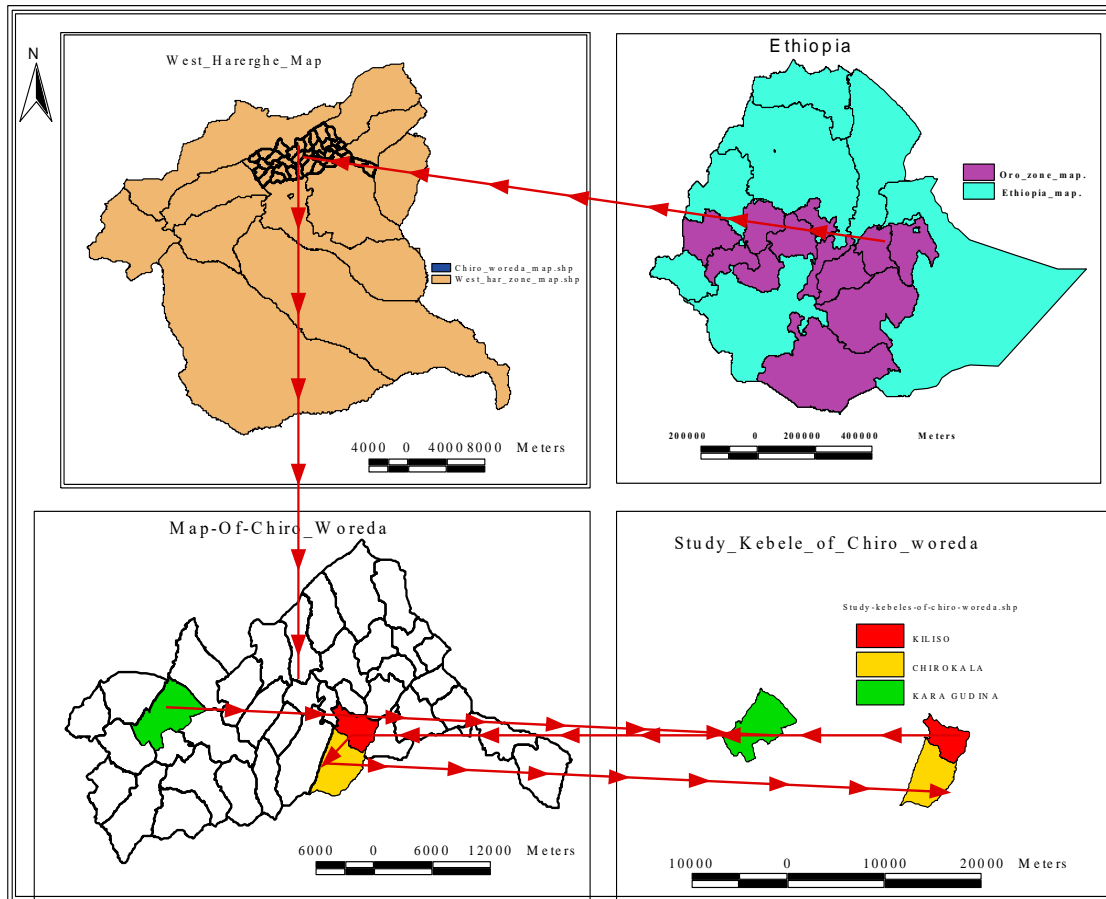 N
West_Harerghe_Map
Chiro_woreda_map.shp
West_har_zone_map.shp
4000 0 4000 8000 Meters
Ethiopia
Oro_zone_map.
Ethiopia_map.
200000 0 200000 400000 Meters
Map-Of-Chiro_Woreda
6000 0 6000 12000 Meters
Study_Kebele_of_Chiro_woreda
Study-kebeles-of-chiro-woreda.shp
KILISO
CHIROKALA
KARA GUDINA
10000 0 10000 20000 Meters